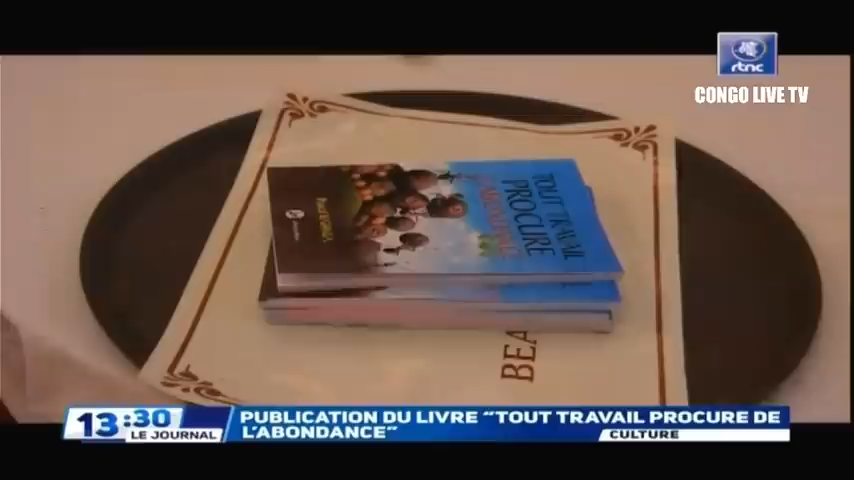 rtnc
CONGO LIVE TV
TOUT TRAVAIL
PROCURE
BEA
13:30
LE JOURNAL
PUBLICATION DU LIVRE “TOUT TRAVAIL PROCURE DE
L'ABONDANCE”
CULTURE